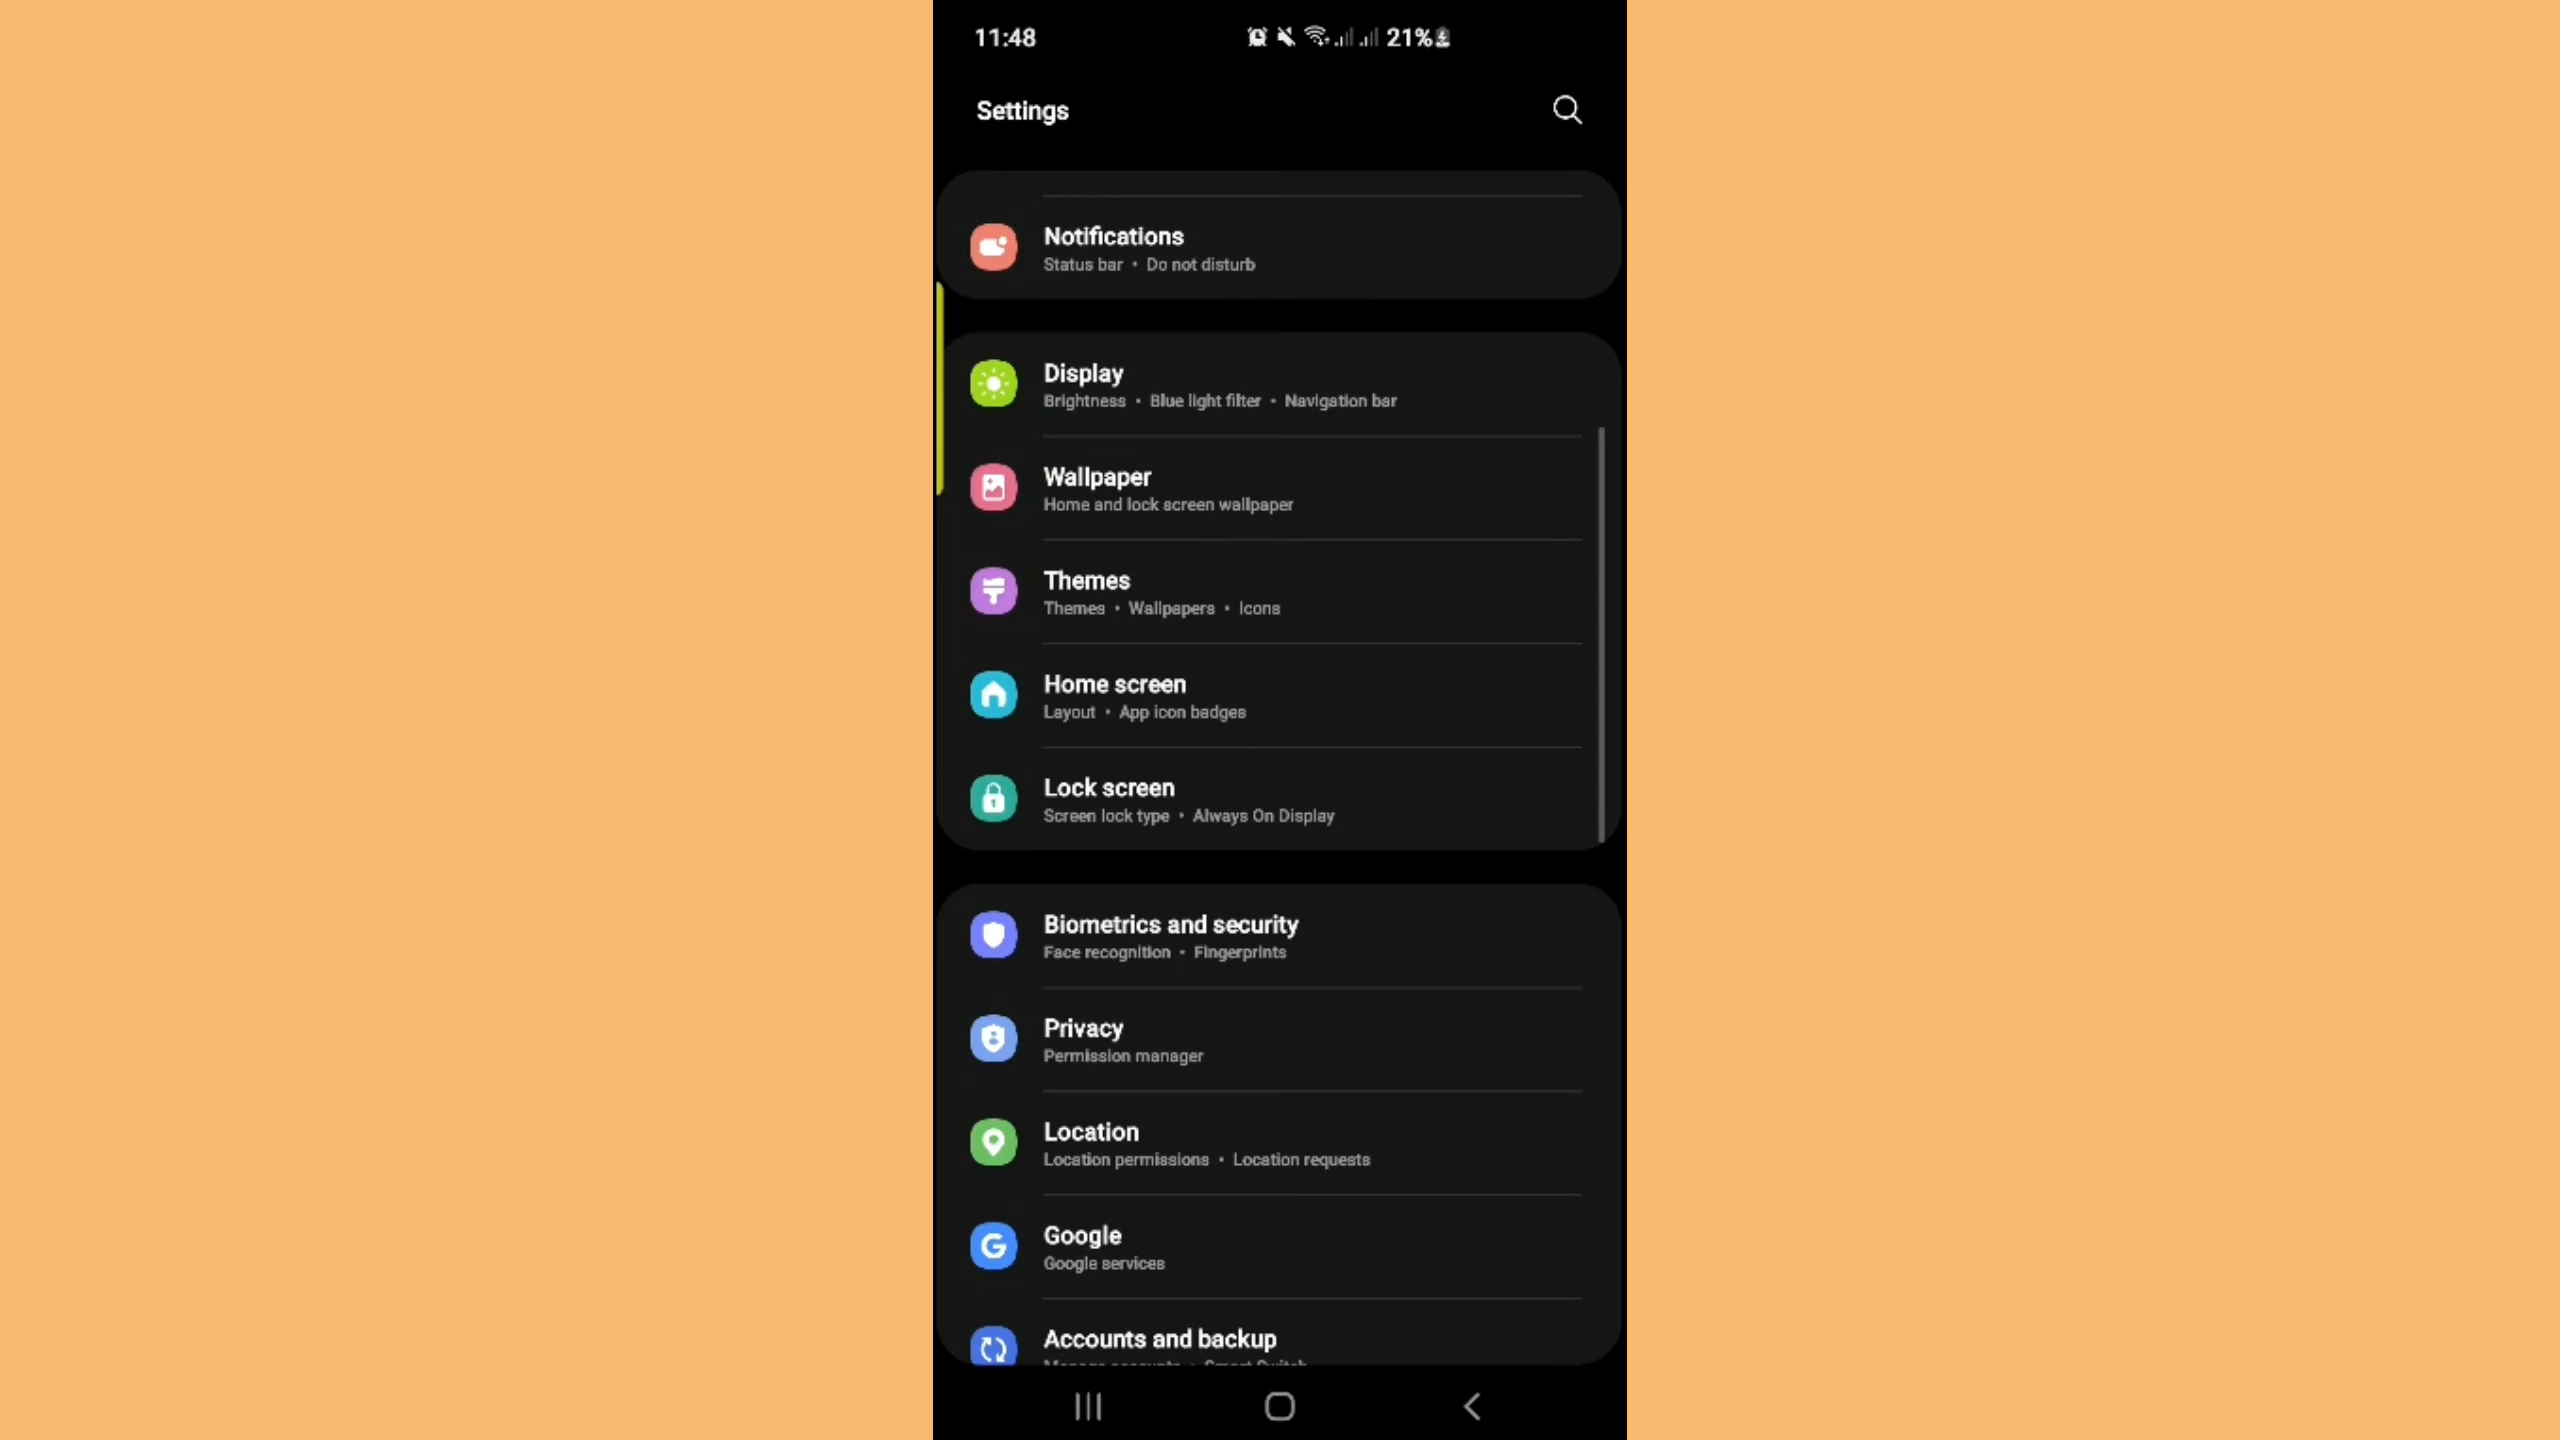 11:48 21%
Settings
Notifications
Status bar • Do not disturb
Display
Brightness • Blue light filter • Navigation bar
Wallpaper
Home and lock screen wallpaper
Themes
Themes • Wallpapers • Icons
Home screen
Layout • App icon badges
Lock screen
Screen lock type • Always On Display
Biometrics and security
Face recognition • Fingerprints
Privacy
Permission manager
Location
Location permissions • Location requests
Google
Google services
Accounts and backup